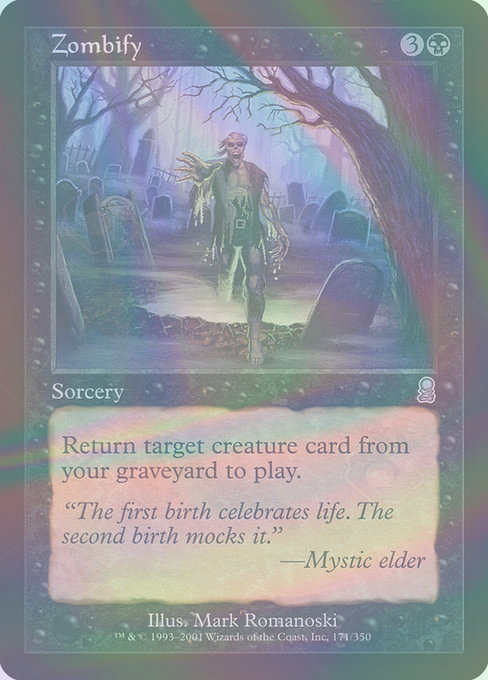 Zombify 3
Sorcery
Return target creature card from
your graveyard to play.
“The first birth celebrates life. The
second birth mocks it.”
—Mystic elder
Illus. Mark Romanoski
™ & © 1993–2001 Wizards of the Coast, Inc. 171/350